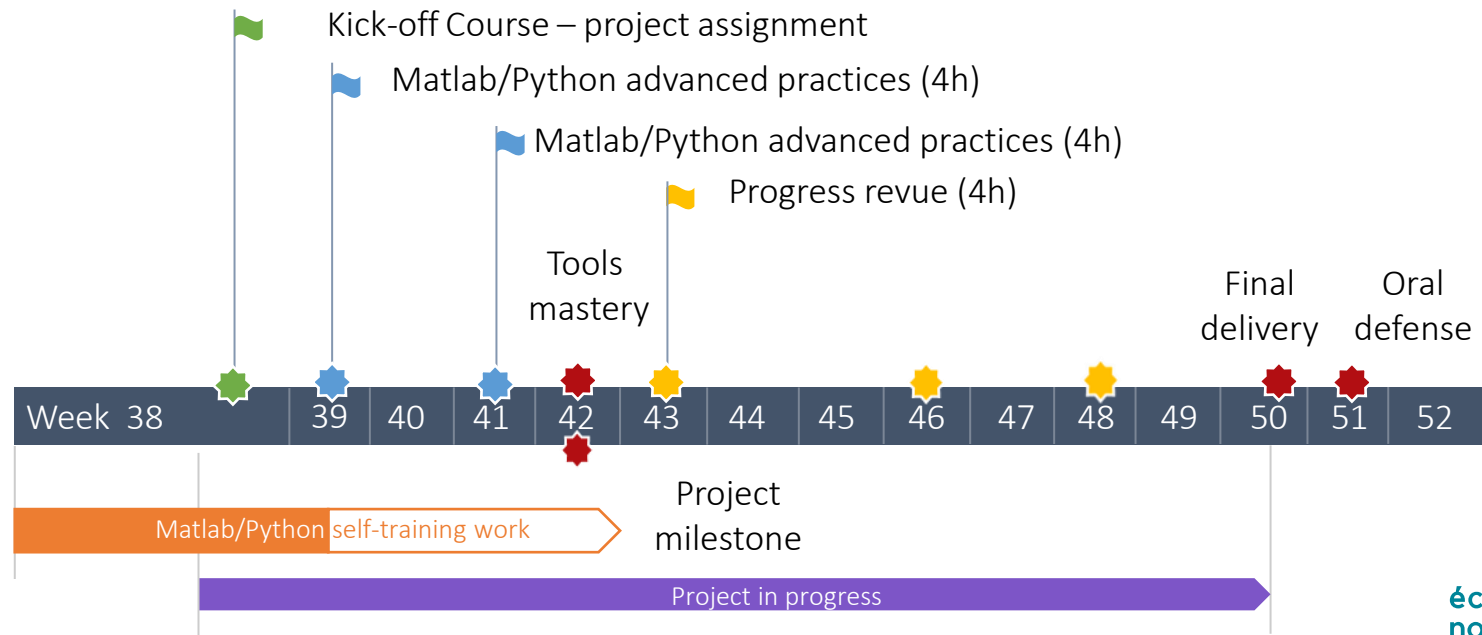 Kick-off Course – project assignment
Matlab/Python advanced practices (4h)
Matlab/Python advanced practices (4h)
Progress revue (4h)
Tools
mastery
Final
delivery
Oral
defense
Week 38 39 40 41 42 43 44 45 46 47 48 49 50 51 52
Project
milestone
Matlab/Python self-training work
Project in progress